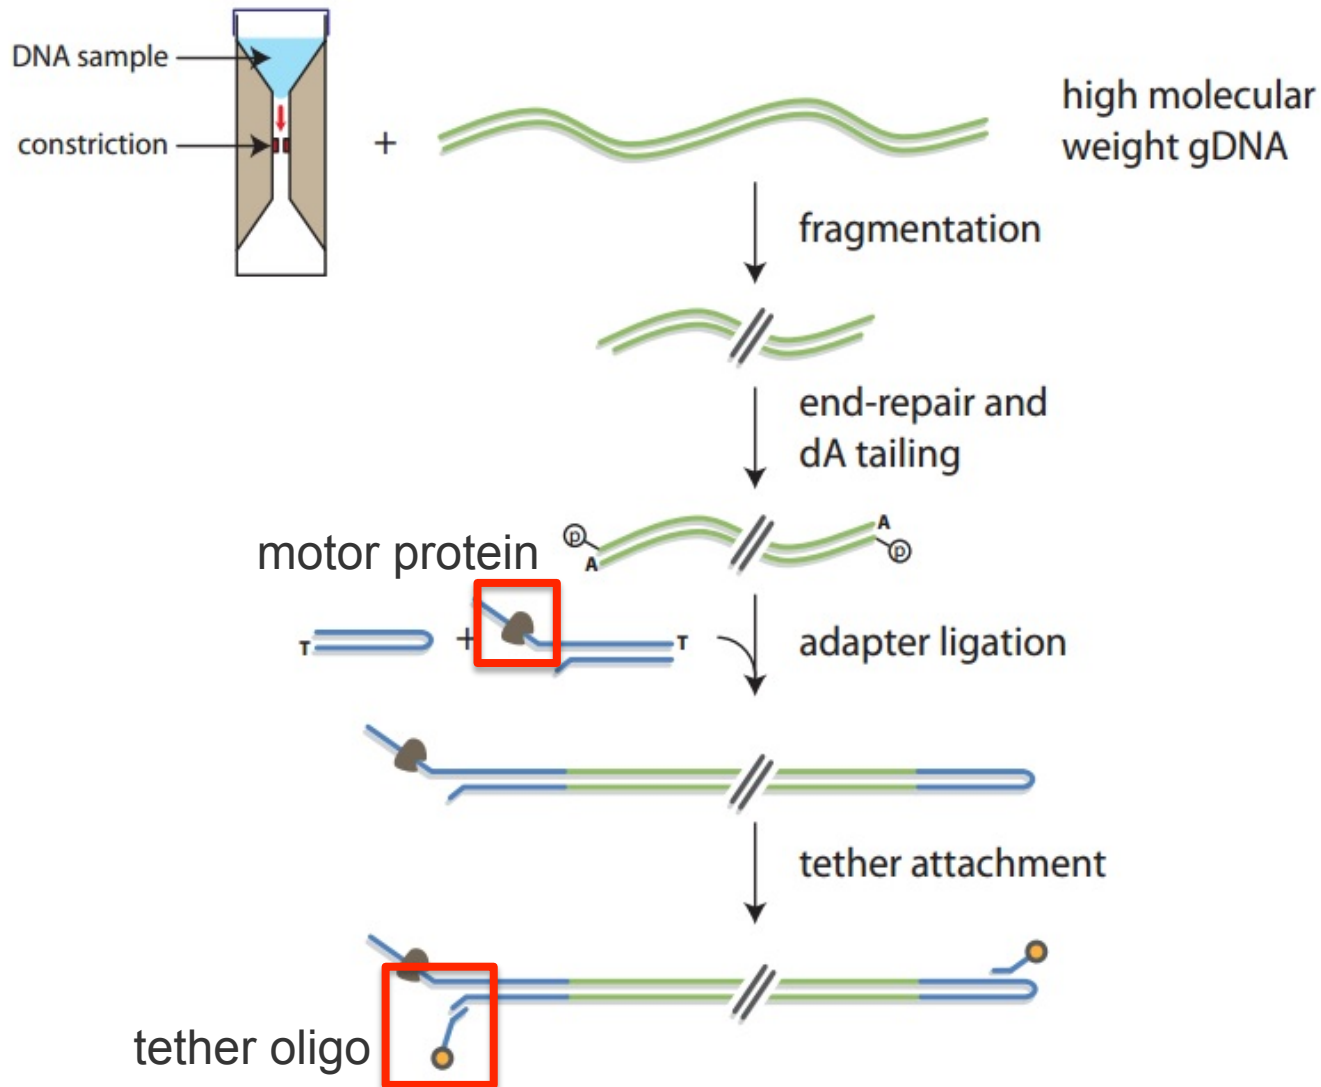 DNA sample
constriction
+
high molecular
weight gDNA
fragmentation
end-repair and
dA tailing
p
A
A
p
motor protein
T
+
T
adapter ligation
tether attachment
tether oligo